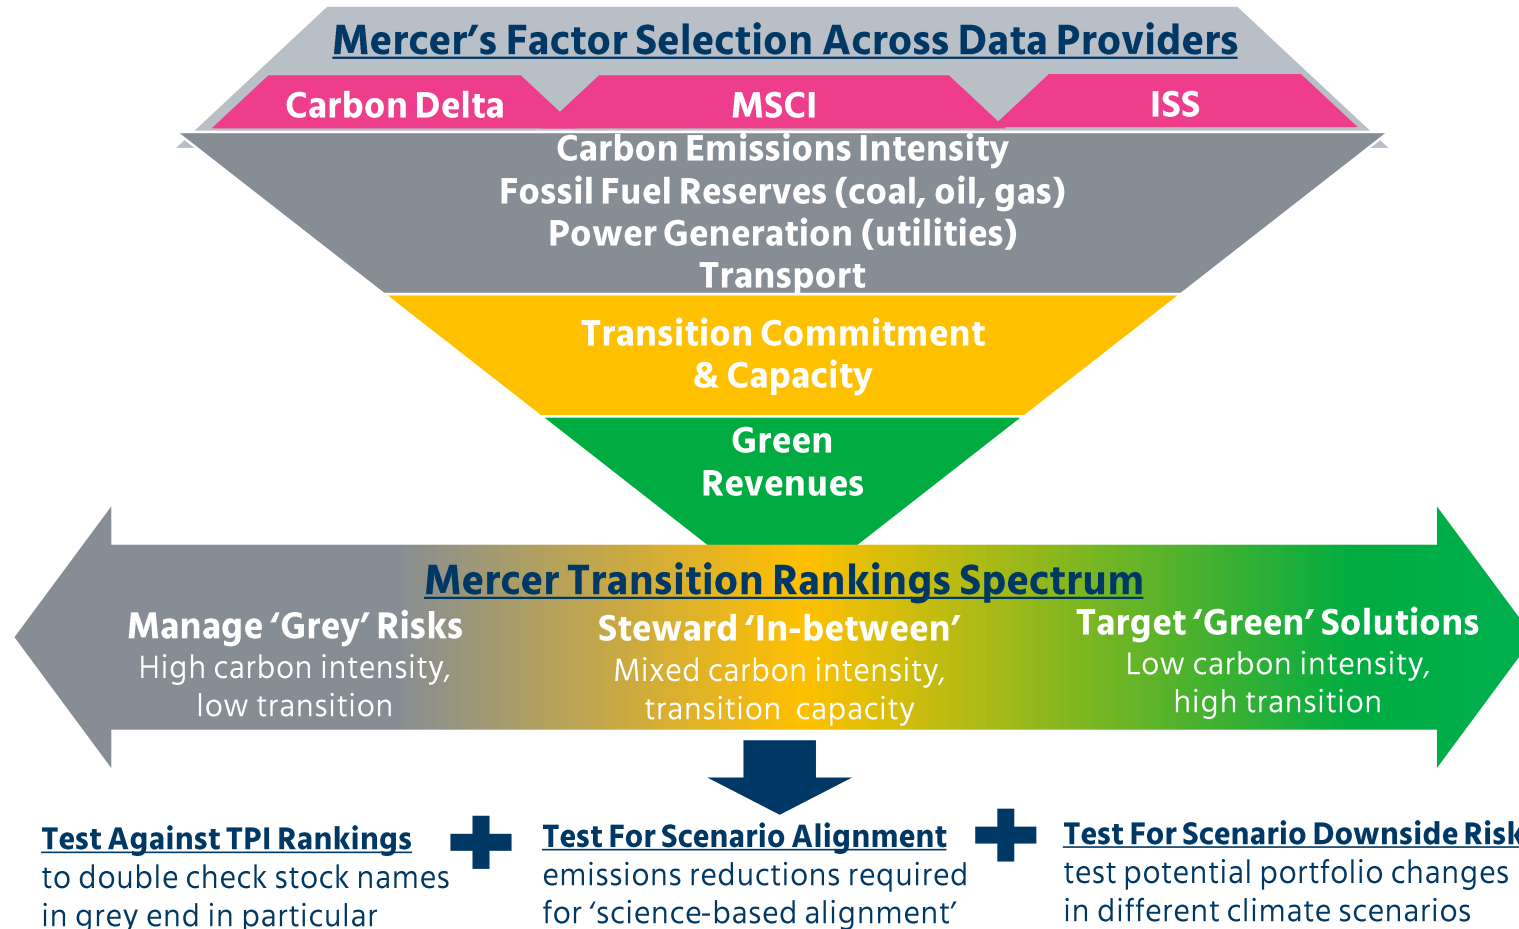 Mercer’s Factor Selection Across Data Providers
Carbon Delta
MSCI
ISS
Carbon Emissions Intensity
Fossil Fuel Reserves (coal, oil, gas)
Power Generation (utilities)
Transport
Transition Commitment
& Capacity
Green
Revenues
Mercer Transition Rankings Spectrum
Manage ‘Grey’ Risks
High carbon intensity,
low transition
Steward ‘In-between’
Mixed carbon intensity,
transition  capacity
Target ‘Green’ Solutions
Low carbon intensity,
high transition
Test Against TPI Rankings
to double check stock names
in grey end in particular
Test For Scenario Alignment
emissions reductions required
for ‘science-based alignment’
Test For Scenario Downside Risk
test potential portfolio changes
in different climate scenarios